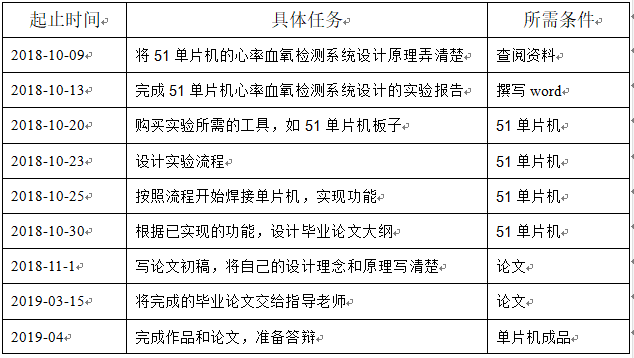 起止时间 具体任务 所需条件
2018-10-09 将 51 单片机的心率血氧检测系统设计原理弄清楚 查阅资料
2018-10-13 完成 51 单片机心率血氧检测系统设计的实验报告 撰写 word
2018-10-20 购买实验所需的工具，如 51 单片机板子 51 单片机
2018-10-23 设计实验流程 51 单片机
2018-10-25 按照流程开始焊接单片机，实现功能 51 单片机
2018-10-30 根据已实现的功能，设计毕业论文大纲 51 单片机
2018-11-1 写论文初稿，将自己的设计理念和原理写清楚 论文
2019-03-15 将完成的毕业论文交给指导老师 论文
2019-04 完成作品和论文，准备答辩 单片机成品